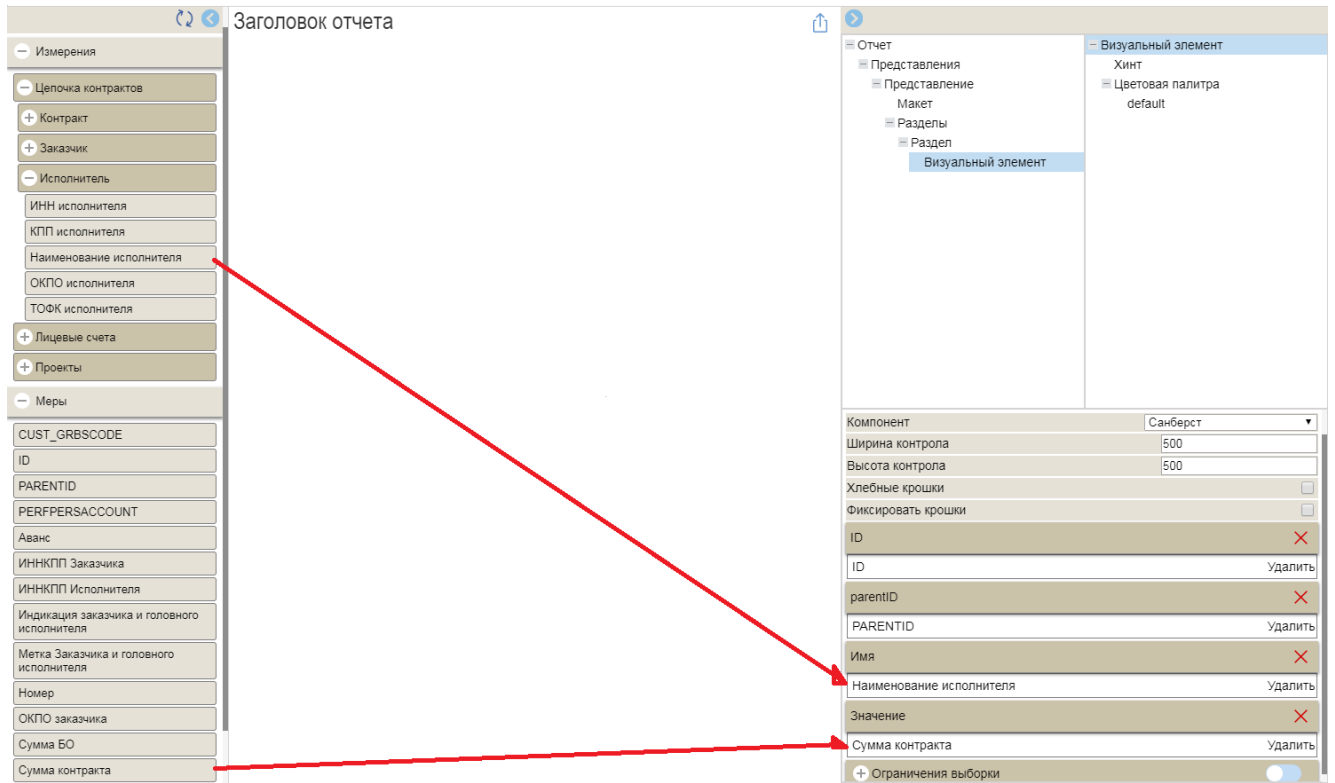 Заголовок отчета
Измерения
Цепочка контрактов
Контракт
Заказчик
Исполнитель
ИНН исполнителя
КПП исполнителя
Наименование исполнителя
ОКПО исполнителя
ТОФК исполнителя
Лицевые счета
Проекты
Меры
CUST_GRBSCODE
ID
PARENTID
PERFPERSACCOUNT
Аванс
ИННКПП Заказчика
ИННКПП Исполнителя
Индикация заказчика и головного
исполнителя
Метка Заказчика и головного
исполнителя
Номер
ОКПО заказчика
Сумма БО
Сумма контракта
Отчет
Представления
Представление
Макет
Разделы
Раздел
Визуальный элемент
Визуальный элемент
Хинт
Цветовая палитра
default
Компонент Санберст
Ширина контрола 500
Высота контрола 500
Хлебные крошки
Фиксировать крошки
ID
ID Удалить
parentID
PARENTID Удалить
Имя
Наименование исполнителя Удалить
Значение
Сумма контракта Удалить
Ограничения выборки